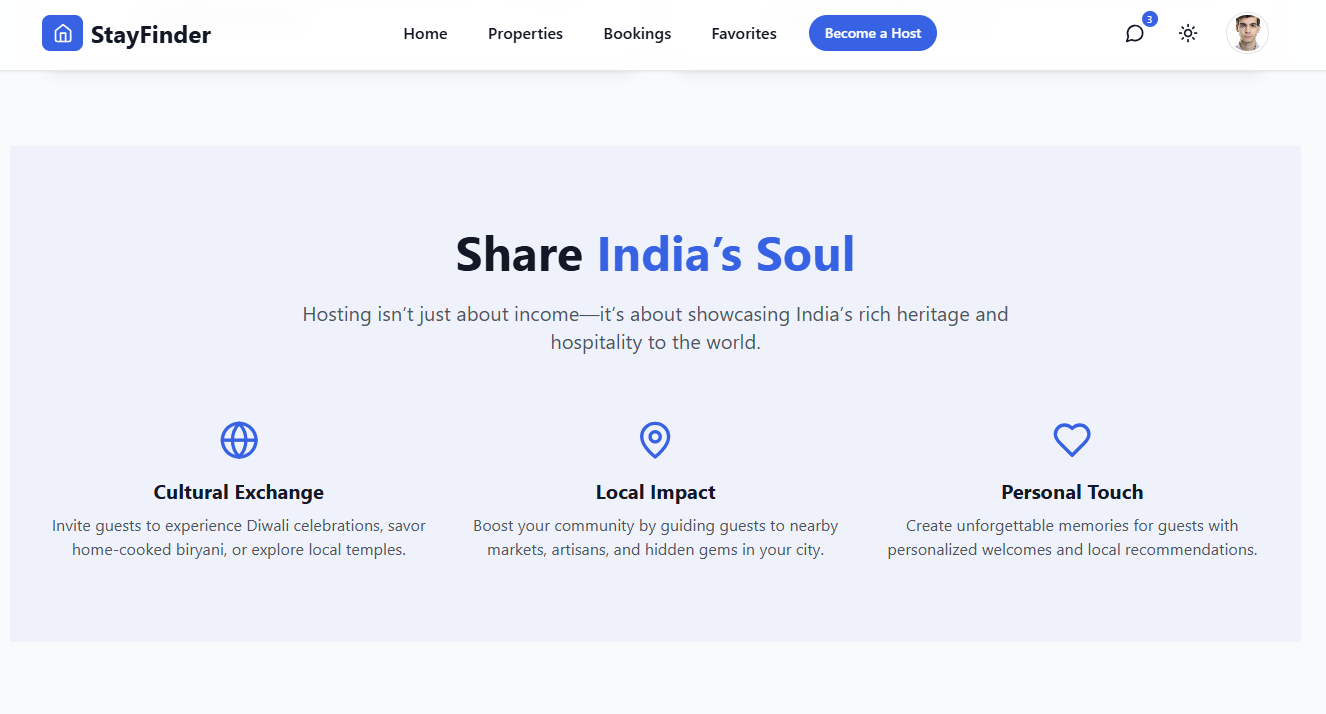 StayFinder
Home
Properties
Bookings
Favorites
Become a Host
3
Share India’s Soul
Hosting isn’t just about income—it’s about showcasing India’s rich heritage and
hospitality to the world.
Cultural Exchange
Invite guests to experience Diwali celebrations, savor
home-cooked biryani, or explore local temples.
Local Impact
Boost your community by guiding guests to nearby
markets, artisans, and hidden gems in your city.
Personal Touch
Create unforgettable memories for guests with
personalized welcomes and local recommendations.